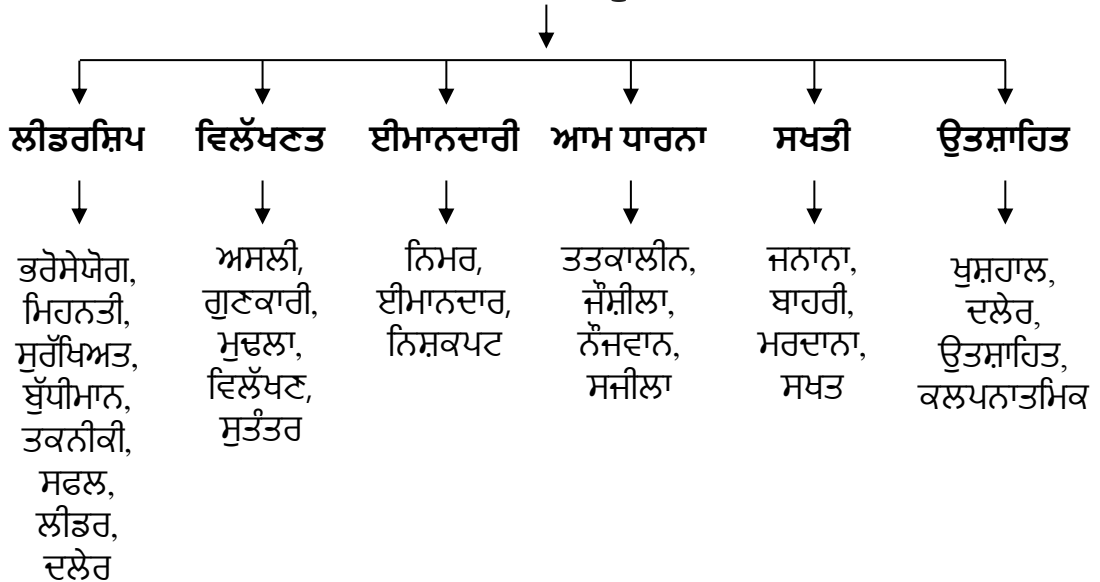 ਲੀਡਰਸ਼ਿਪ
ਭਰੋਸੇਯੋਗ,
ਮਿਹਨਤੀ,
ਸੁਰੱਖਿਅਤ,
ਬੁੱਧੀਮਾਨ,
ਤਕਨੀਕੀ,
ਸਫਲ,
ਲੀਡਰ,
ਦਲੇਰ
ਵਿਲੱਖਣਤ
ਅਸਲੀ,
ਗੁਣਕਾਰੀ,
ਮੁਢਲਾ,
ਵਿਲੱਖਣ,
ਸੁਤੰਤਰ
ਈਮਾਨਦਾਰੀ
ਨਿਮਰ,
ਈਮਾਨਦਾਰ,
ਨਿਸ਼ਕਪਟ
ਆਮ ਧਾਰਨਾ
ਤਤਕਾਲੀਨ,
ਜੌਸ਼ੀਲਾ,
ਨੌਜਵਾਨ,
ਸਜੀਲਾ
ਸਖਤੀ
ਜਨਾਨਾ,
ਬਾਹਰੀ,
ਮਰਦਾਨਾ,
ਸਖਤ
ਉਤਸ਼ਾਹਿਤ
ਖੁਸ਼ਹਾਲ,
ਦਲੇਰ,
ਉਤਸ਼ਾਹਿਤ,
ਕਲਪਨਾਤਮਿਕ